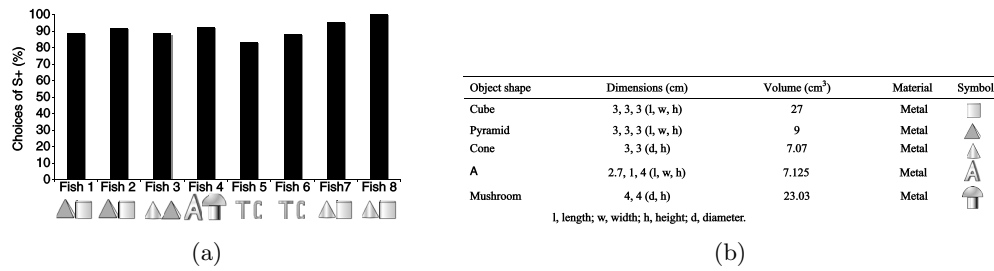 Choices of S+ (%)
100
90
80
70
60
50
40
30
20
10
0
Fish 1 Fish 2 Fish 3 Fish 4 Fish 5 Fish 6 Fish7 Fish 8
A TC TC
(a)
Object shape Dimensions (cm) Volume (cm³) Material Symbol
Cube 3, 3, 3 (l, w, h) 27 Metal
Pyramid 3, 3, 3 (l, w, h) 9 Metal
Cone 3, 3 (d, h) 7.07 Metal
A 2.7, 1, 4 (l, w, h) 7.125 Metal A
Mushroom 4, 4 (d, h) 23.03 Metal
l, length; w, width; h, height; d, diameter.
(b)